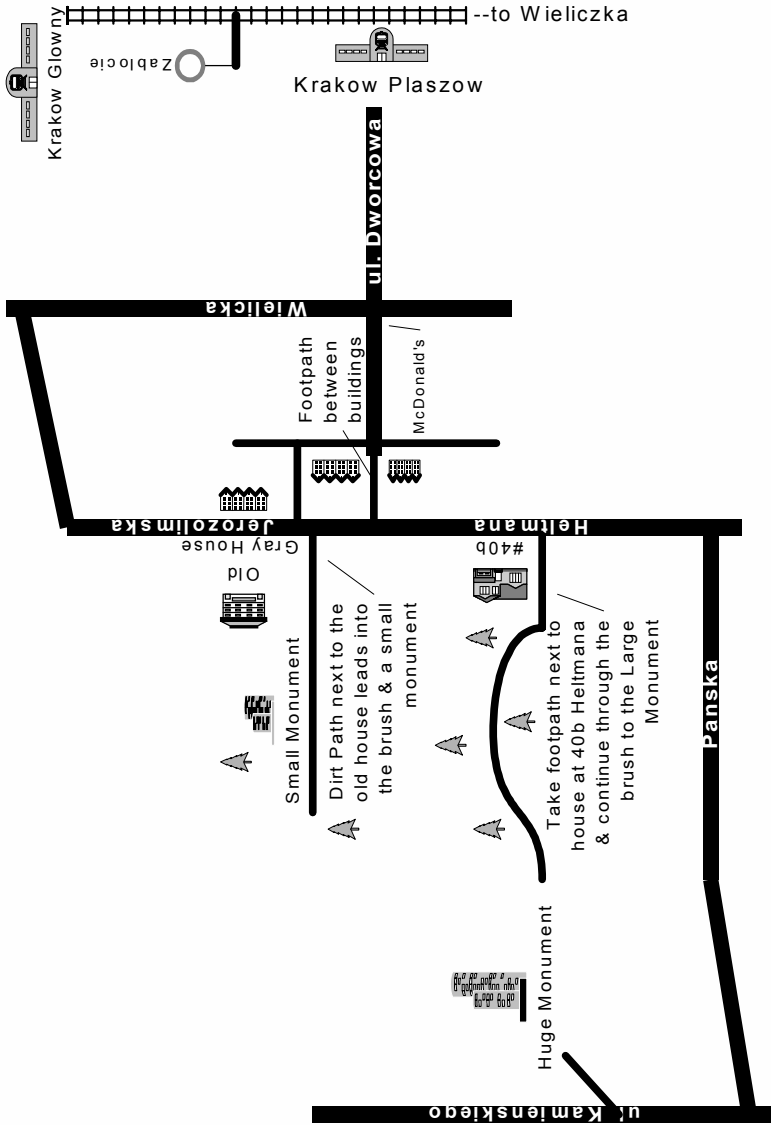 --to Wieliczka
Krakow Glowny
Zablocie
Krakow Plaszow
ul. Dworcowa
Wielicka
Footpath
between
buildings
McDonald's
Jerozolimska
Heltmana
Gray House
Old
#40b
Small Monument
Dirt Path next to the
old house leads into
the brush & a small
monument
Take footpath next to
house at 40b Heltmana
& continue through the
brush to the Large
Monument
Panska
Huge Monument
ul Kamienskiego